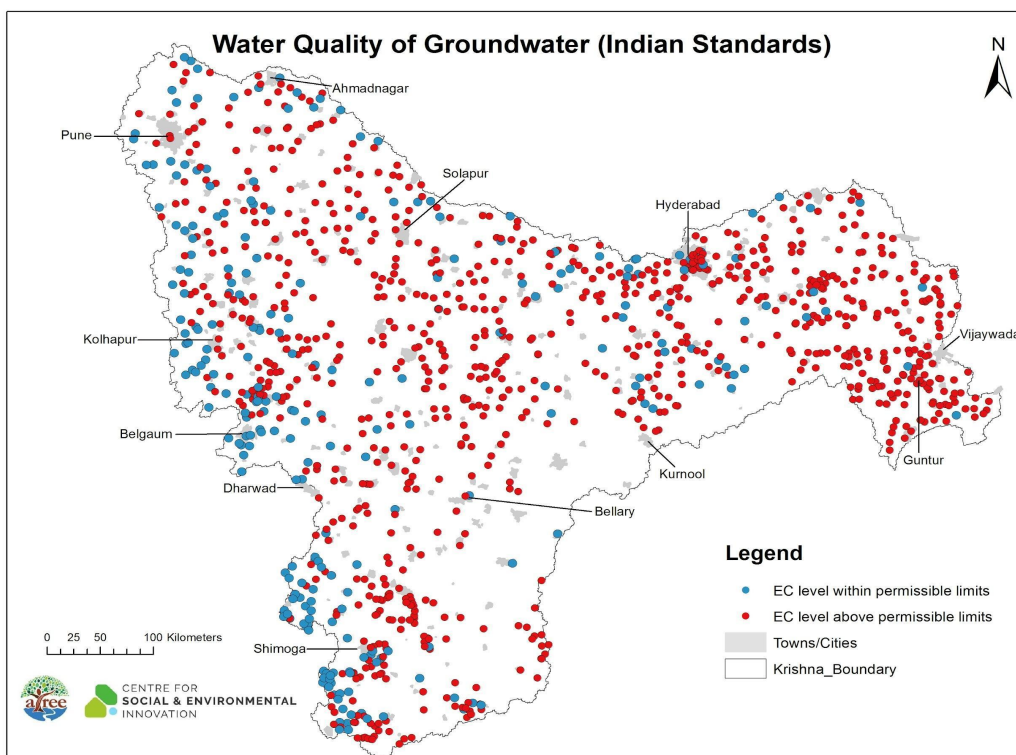 Water Quality of Groundwater (Indian Standards)
N
Ahmadnagar
Pune
Solapur
Hyderabad
Kolhapur
Vijaywada
Belgaum
Kurnool
Guntur
Dharwad
Bellary
Shimoga
Legend
EC level within permissible limits
EC level above permissible limits
Towns/Cities
Krishna_Boundary
0 25 50 100 Kilometers
atree
CENTRE FOR
SOCIAL & ENVIRONMENTAL
INNOVATION